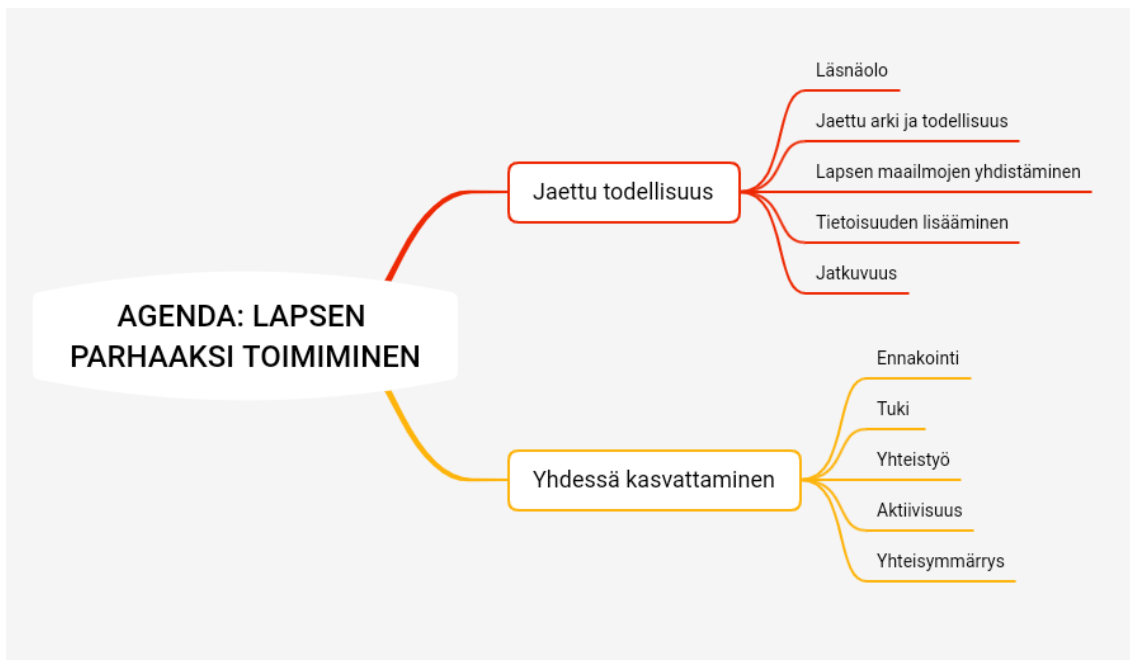 AGENDA: LAPSEN
PARHAAKSI TOIMIMINEN
Jaettu todellisuus
Läsnäolo
Jaettu arki ja todellisuus
Lapsen maailmojen yhdistäminen
Tietoisuuden lisääminen
Jatkuvuus
Yhdessä kasvattaminen
Ennakointi
Tuki
Yhteistyö
Aktiivisuus
Yhteisymmärrys